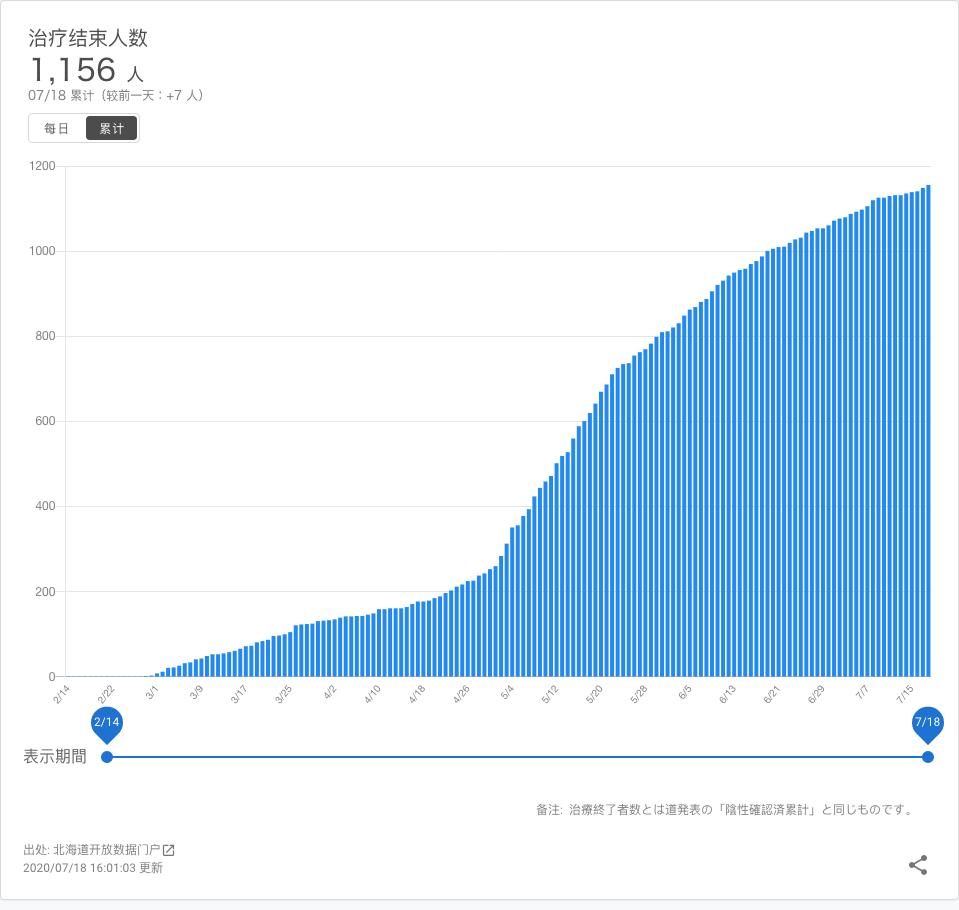 治疗结束人数
1,156 人
07/18 累计（较前一天：+7 人）
每日 累计
1200
1000
800
600
400
200
0
2/14 2/22 3/1 3/9 3/17 3/25 4/2 4/10 4/18 4/26 5/4 5/12 5/20 5/28 6/5 6/13 6/21 6/29 7/7 7/15
2/14 7/18
表示期間
备注: 治療終了者数とは道発表の「陰性確認済累計」と同じものです。
出处: 北海道开放数据门户
2020/07/18 16:01:03 更新